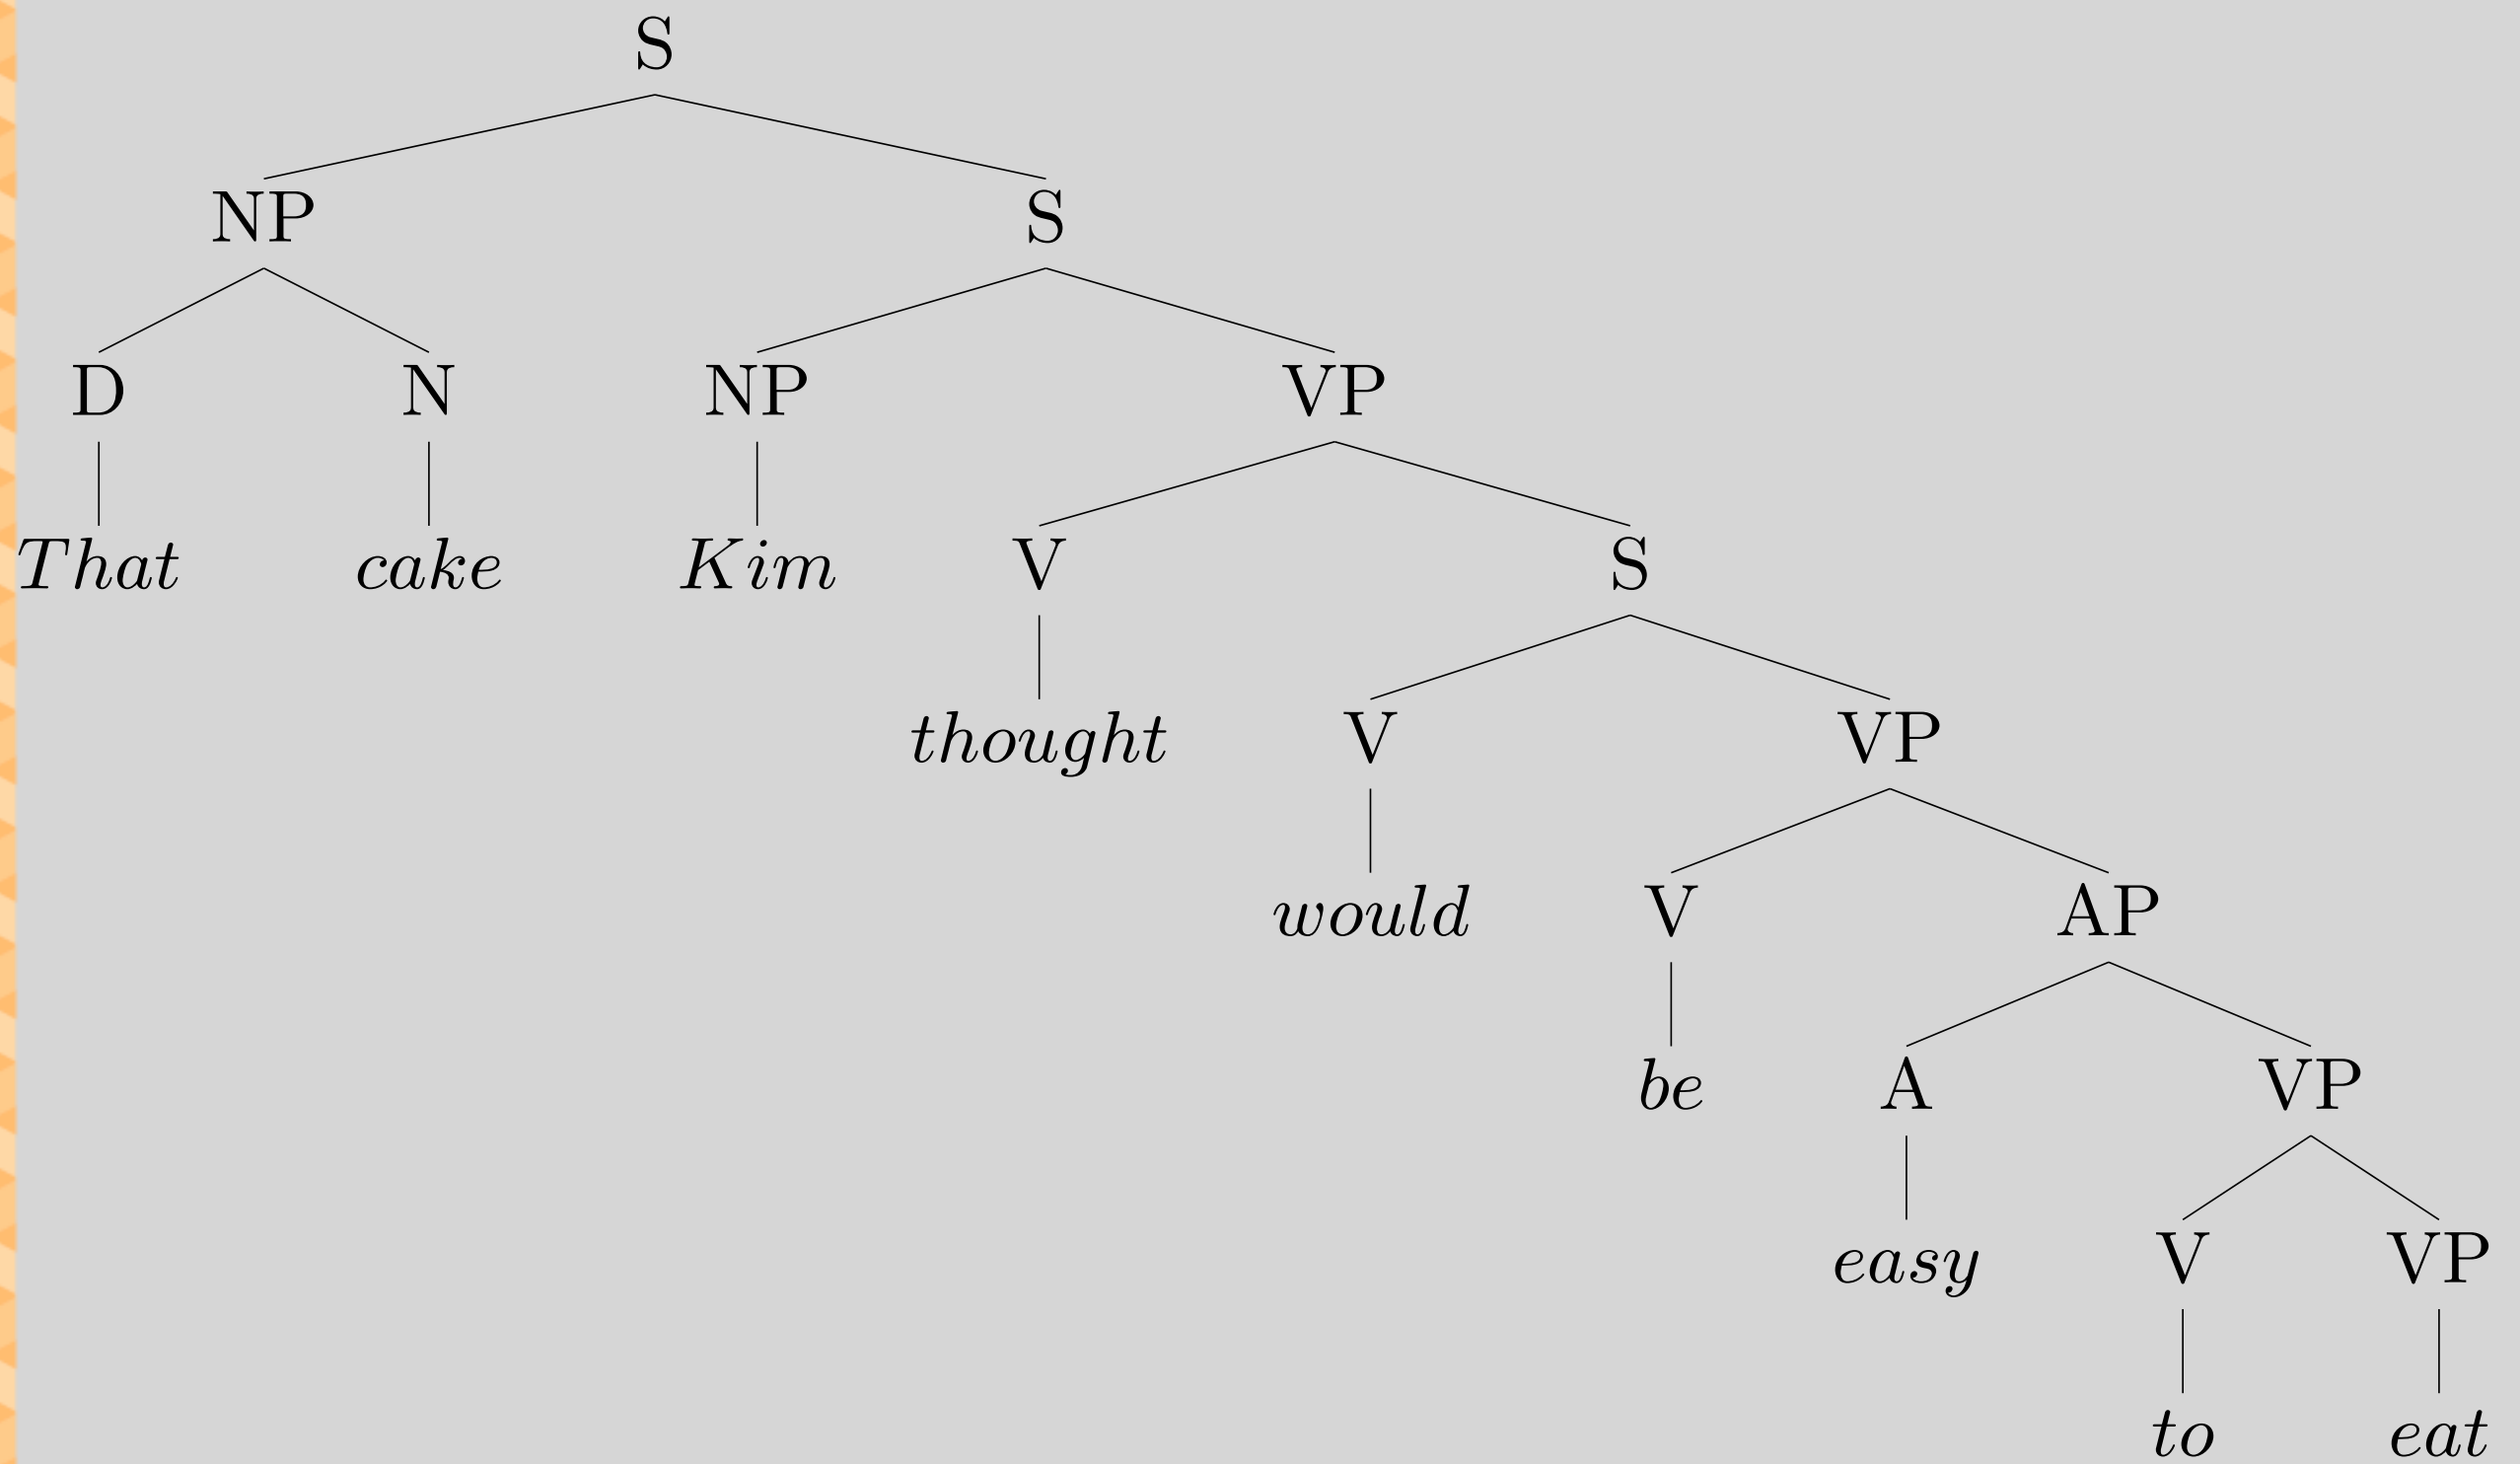 S
NP S
D N NP VP
That cake Kim V S
thought V VP
would V AP
be A VP
easy V VP
to eat